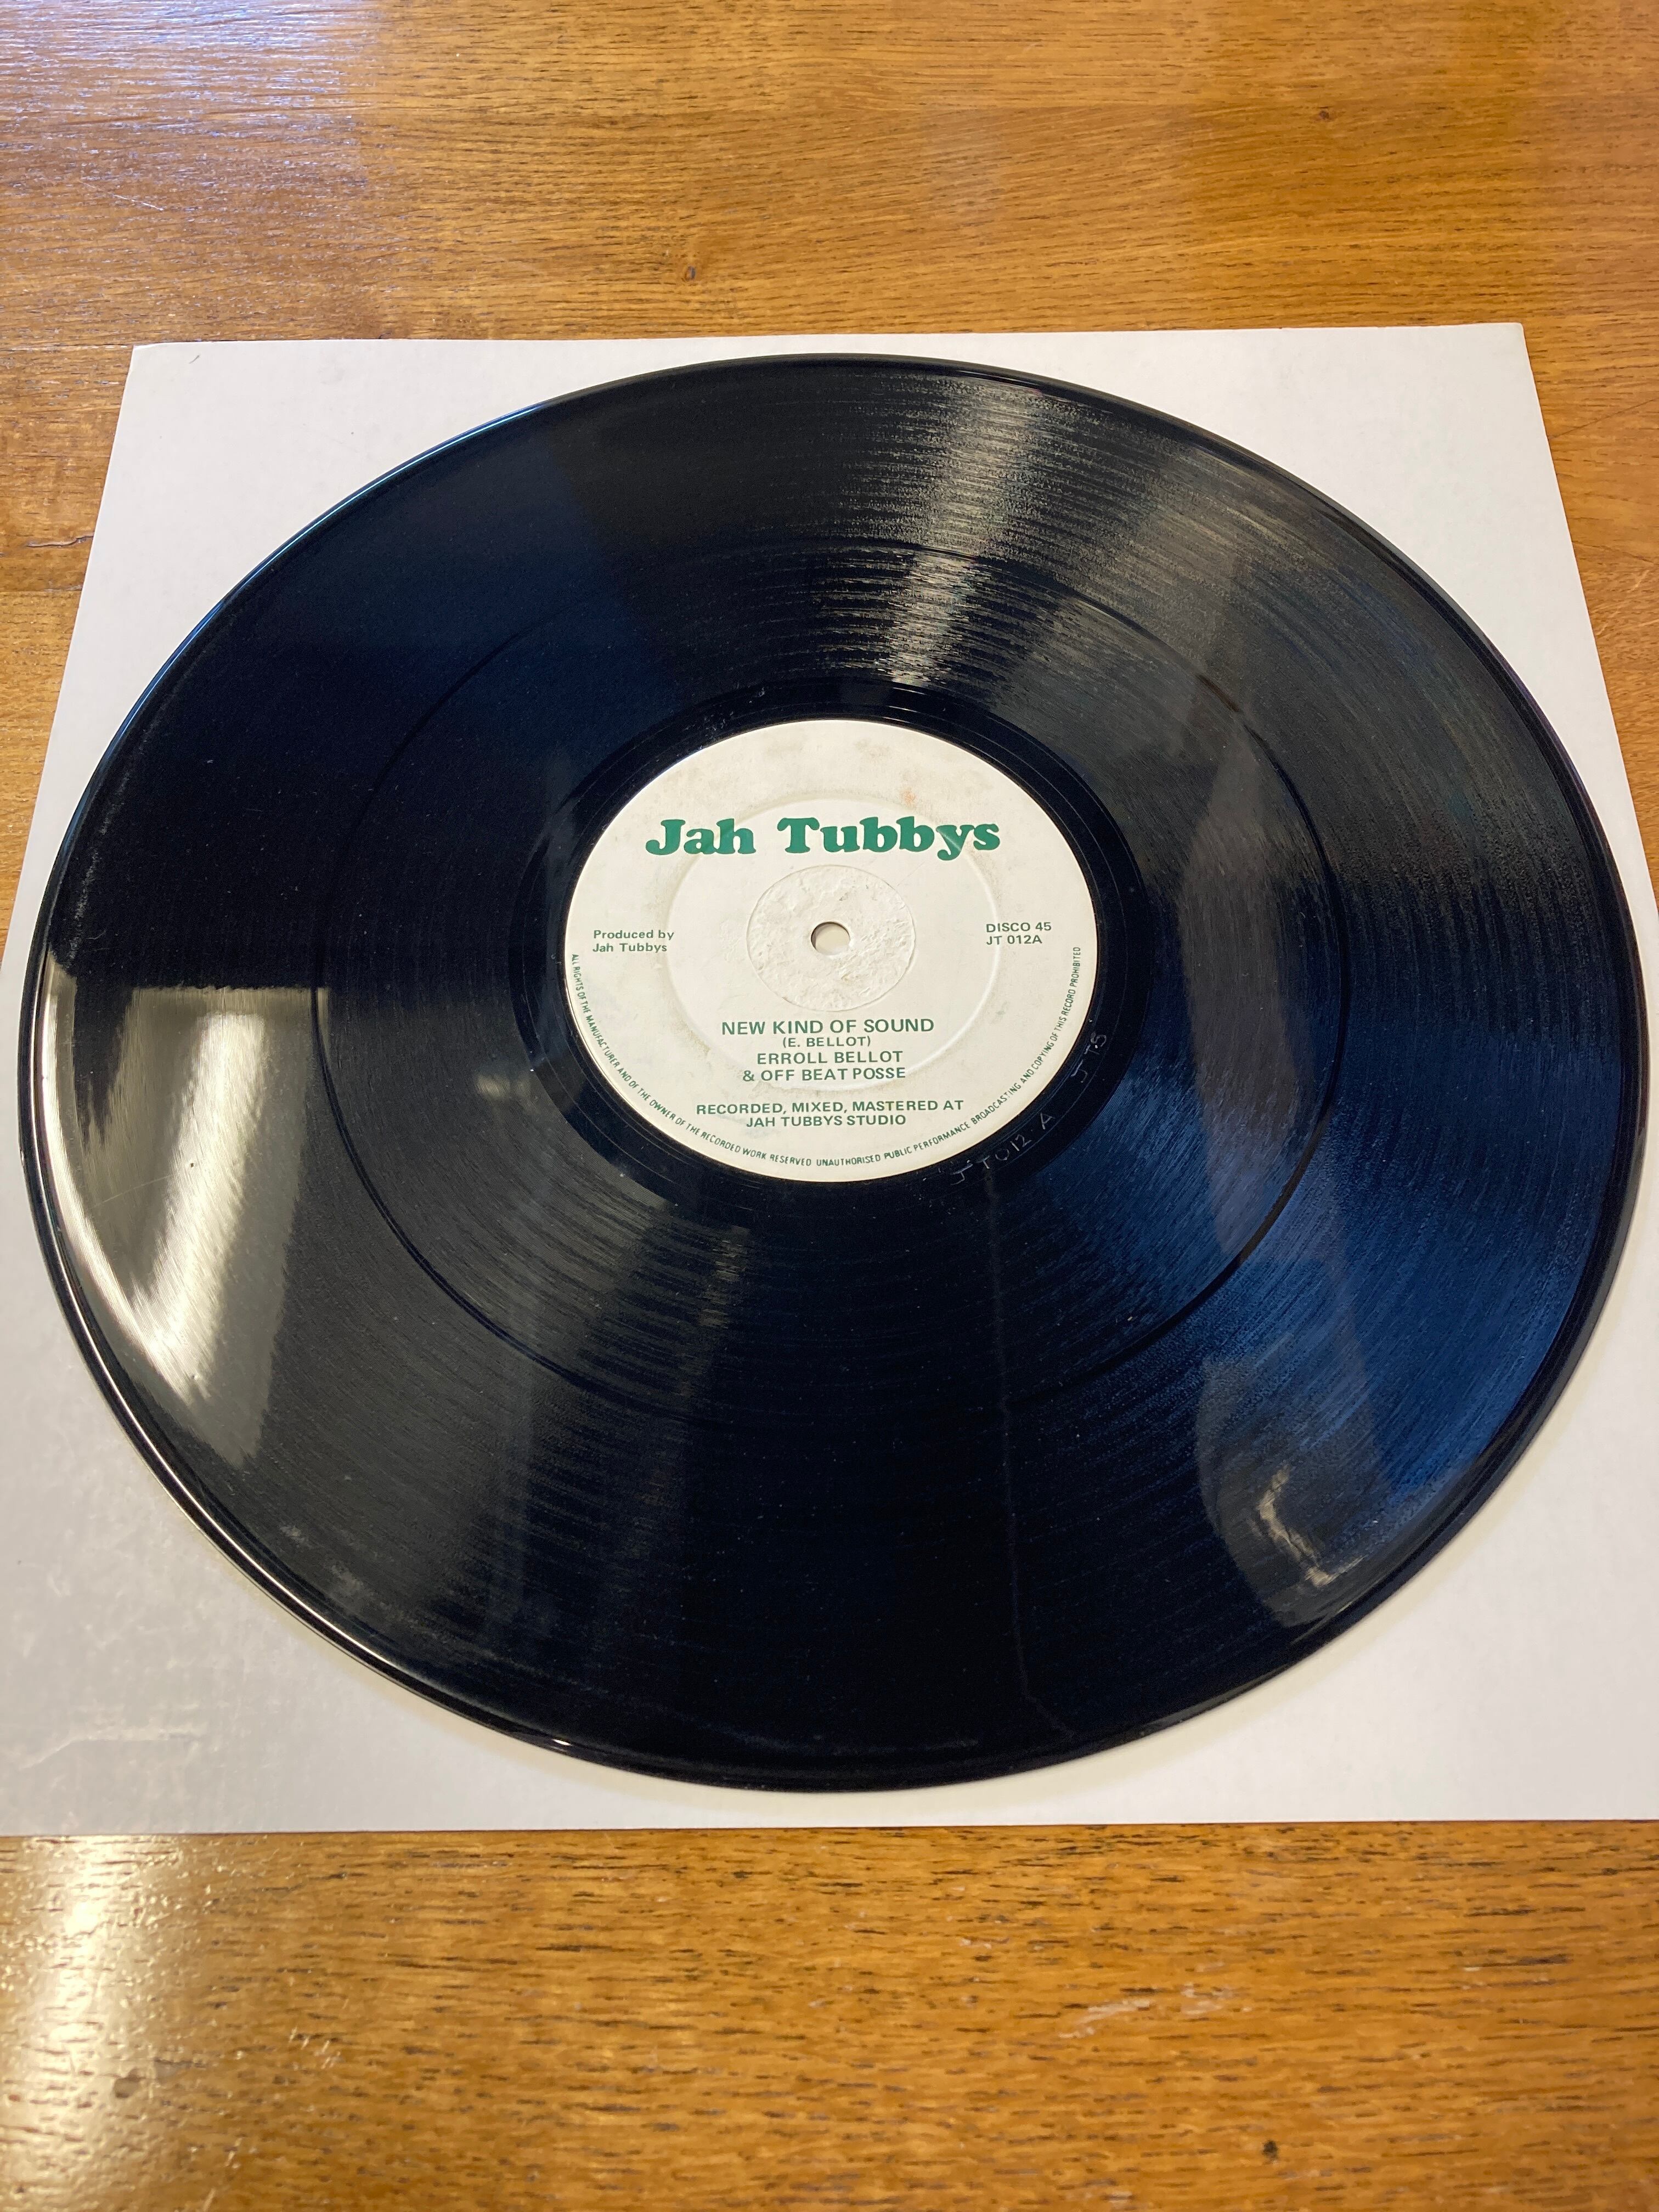 Jah Tubbys
Produced by
Jah Tubbys
DISCO 45
JT 012A
NEW KIND OF SOUND
(E. BELLOT)
ERROLL BELLOT
& OFF BEAT POSSE
RECORDED, MIXED, MASTERED AT
JAH TUBBYS STUDIO
ALL RIGHTS OF THE MANUFACTURER AND OF THE OWNER OF THE RECORDED WORK RESERVED UNAUTHORISED PUBLIC PERFORMANCE BROADCASTING AND COPYING OF THIS RECORD PROHIBITED
JT012 A
JTS